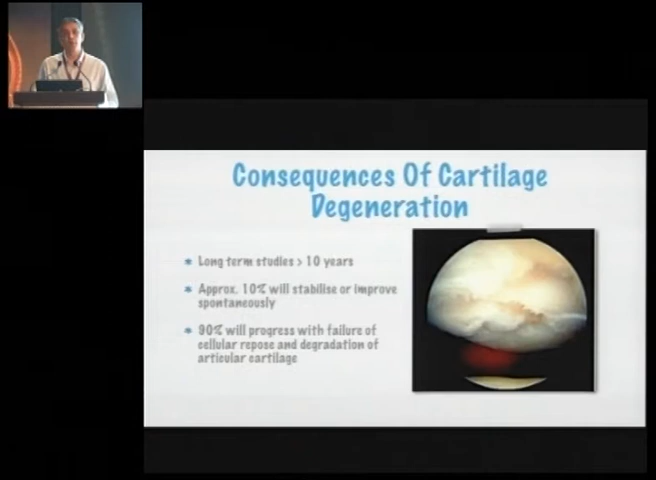 Consequences Of Cartilage
Degeneration
* Long term studies > 10 years
* Approx. 10% will stabilise or improve
spontaneously
* 90% will progress with failure of
cellular repose and degradation of
articular cartilage